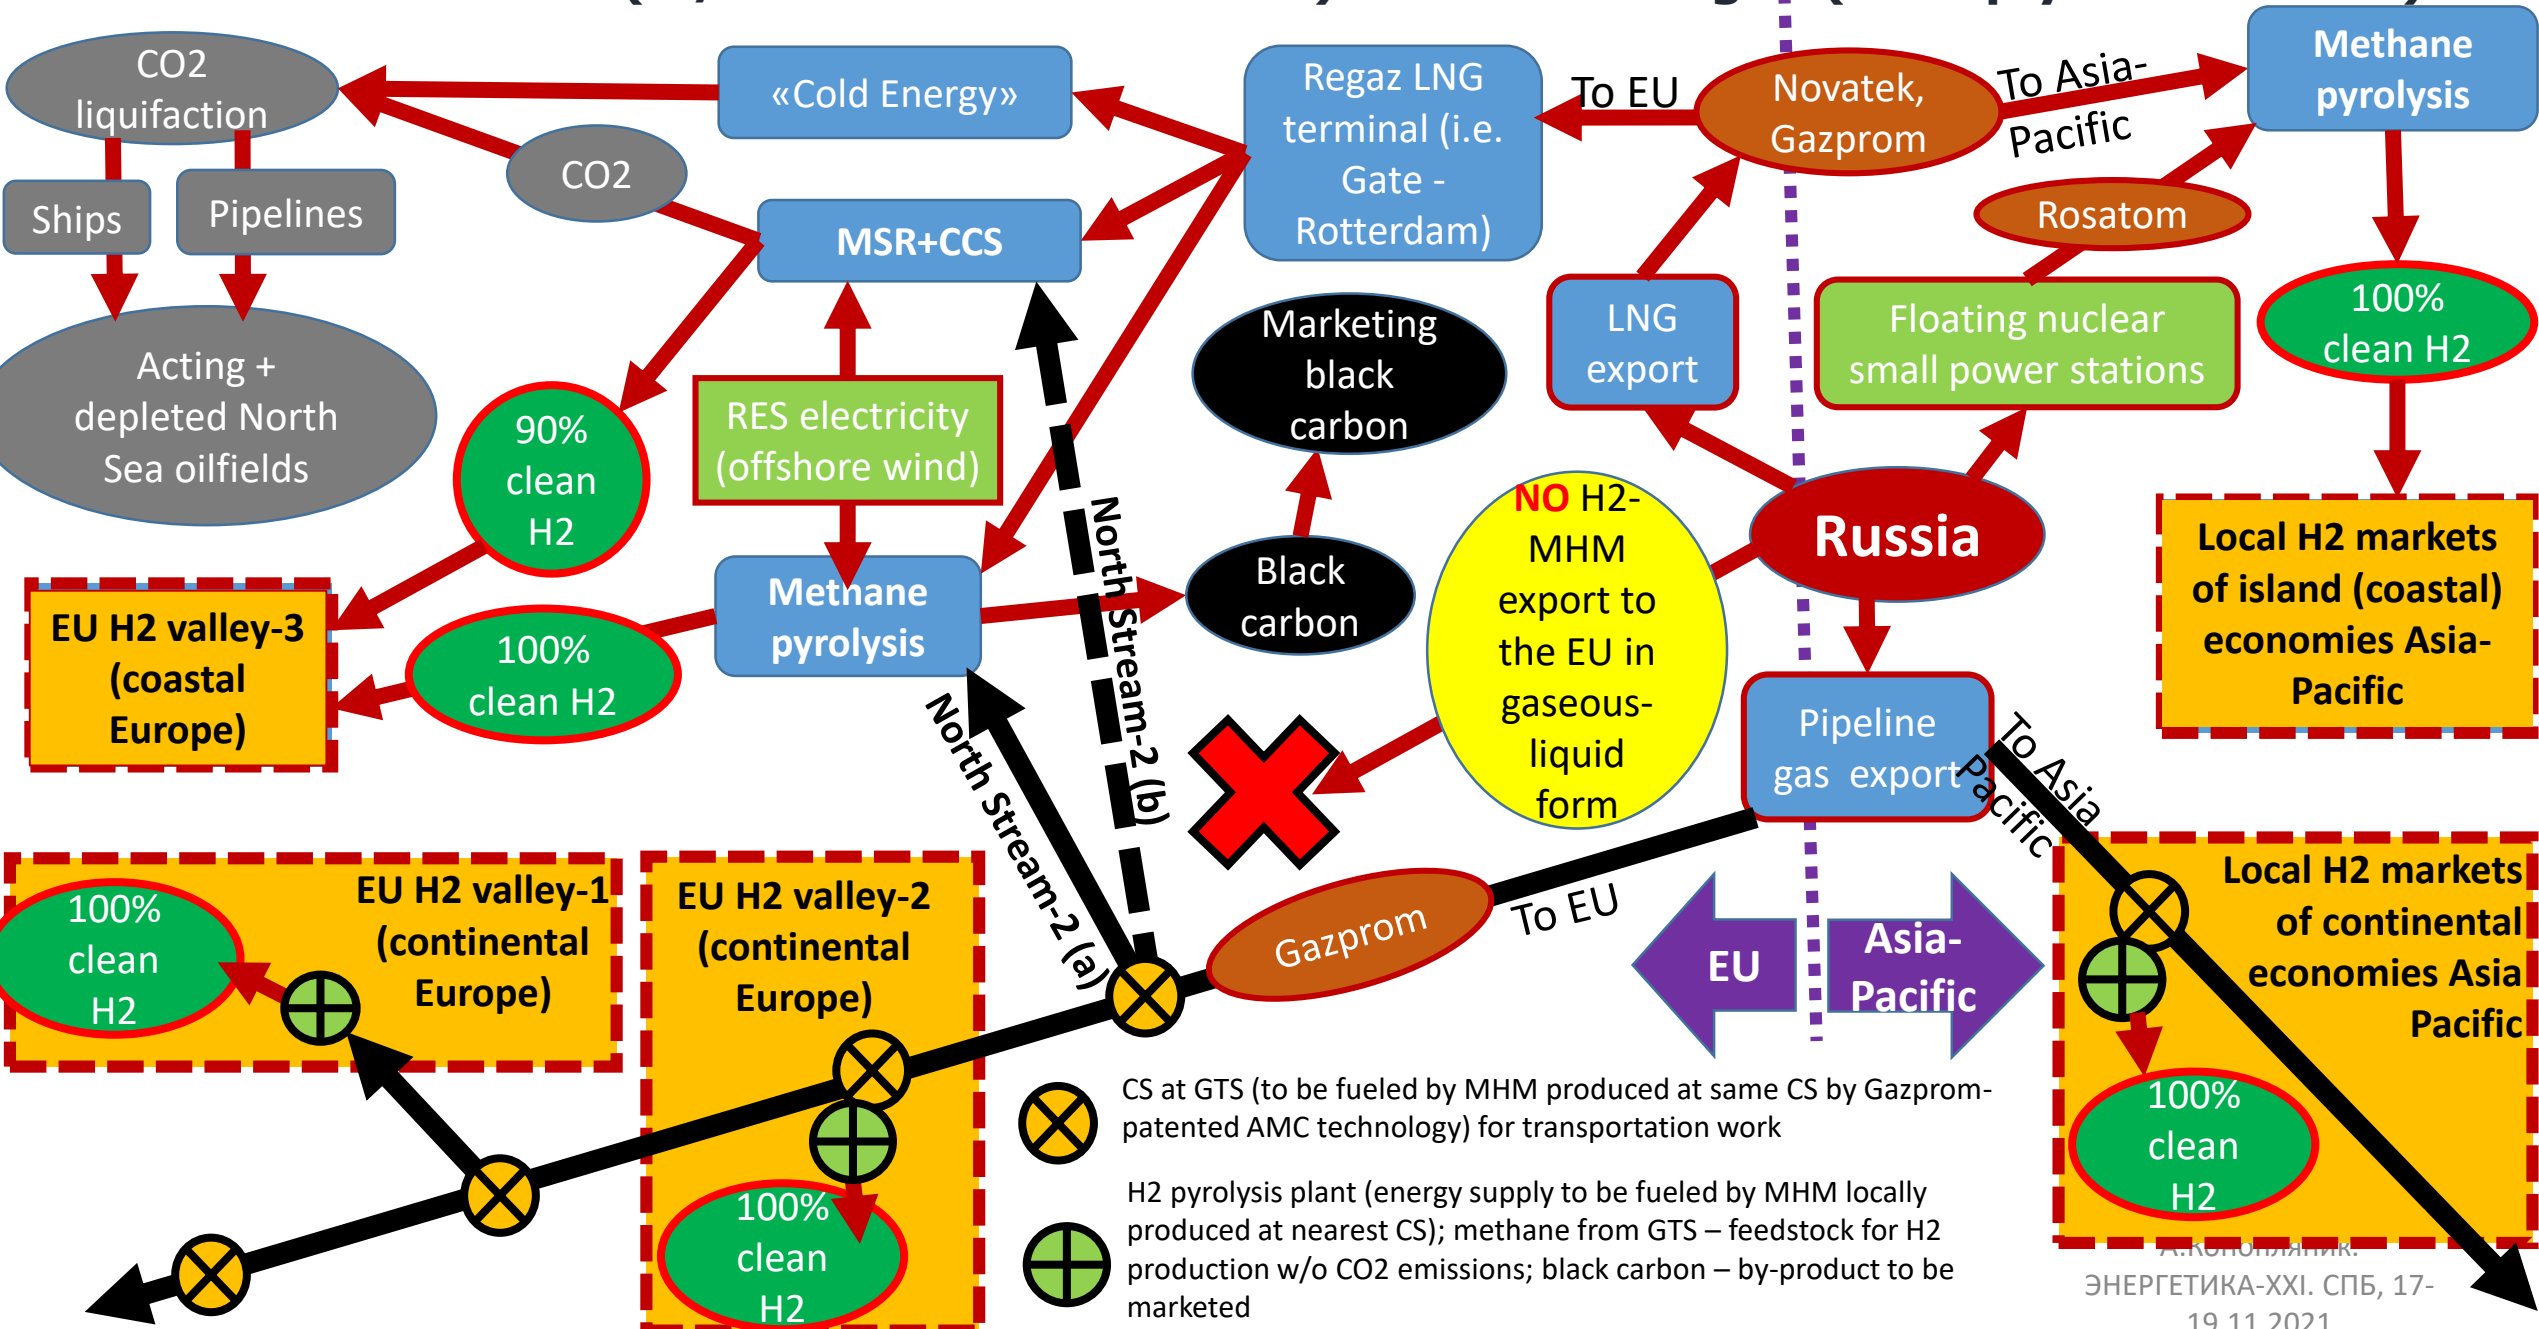 CO2
liquifaction
«Cold Energy»
Regaz LNG
terminal (i.e.
Gate -
Rotterdam)
To EU
Novatek,
Gazprom
To Asia-
Pacific
Methane
pyrolysis
CO2
Ships
Pipelines
MSR+CCS
Rosatom
Acting +
depleted North
Sea oilfields
90%
clean
H2
RES electricity
(offshore wind)
Marketing
black
carbon
LNG
export
Floating nuclear
small power stations
100%
clean H2
North Stream-2 (b)
NO H2-
MHM
export to
the EU in
gaseous-
liquid
form
Russia
Local H2 markets
of island (coastal)
economies Asia-
Pacific
EU H2 valley-3
(coastal
Europe)
100%
clean H2
Methane
pyrolysis
Black
carbon
North Stream-2 (a)
Pipeline
gas export
To Asia
Pacific
EU H2 valley-1
(continental
Europe)
100%
clean
H2
EU H2 valley-2
(continental
Europe)
100%
clean
H2
Gazprom
To EU
EU
Asia-
Pacific
Local H2 markets
of continental
economies Asia
Pacific
100%
clean
H2
CS at GTS (to be fueled by MHM produced at same CS by Gazprom-
patented AMC technology) for transportation work
H2 pyrolysis plant (energy supply to be fueled by MHM locally
produced at nearest CS); methane from GTS – feedstock for H2
production w/o CO2 emissions; black carbon – by-product to be
marketed
А.Конопляник.
ЭНЕРГЕТИКА-XXI. СПБ, 17-
19.11.2021